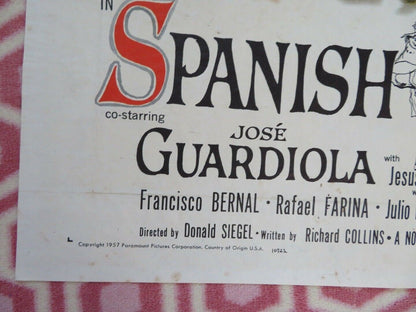 IN
SPANISH
co-starring
JOSÉ
GUARDIOLA with
Jesus
Francisco BERNAL • Rafael FARINA • Julio
Directed by Donald SIEGEL • Written by Richard COLLINS • A NO
Copyright 1957 Paramount Pictures Corporation. Country of Origin U.S.A.